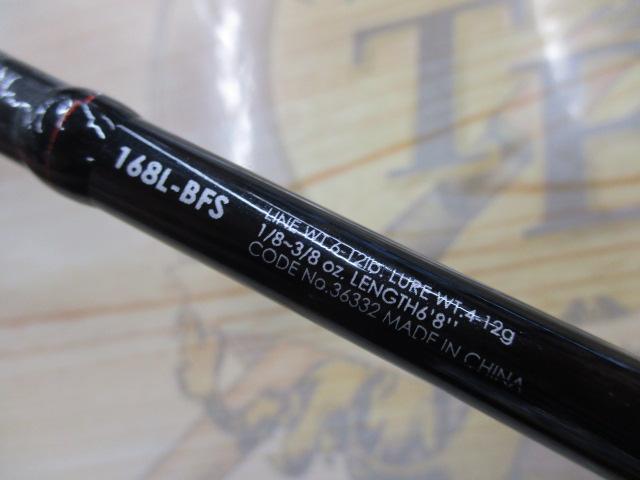 168L-BFS
LINE WT.6-12lb. LURE WT.4-12g
1/8~3/8 oz. LENGTH6'8''
CODE No.36332 MADE IN CHINA
TE